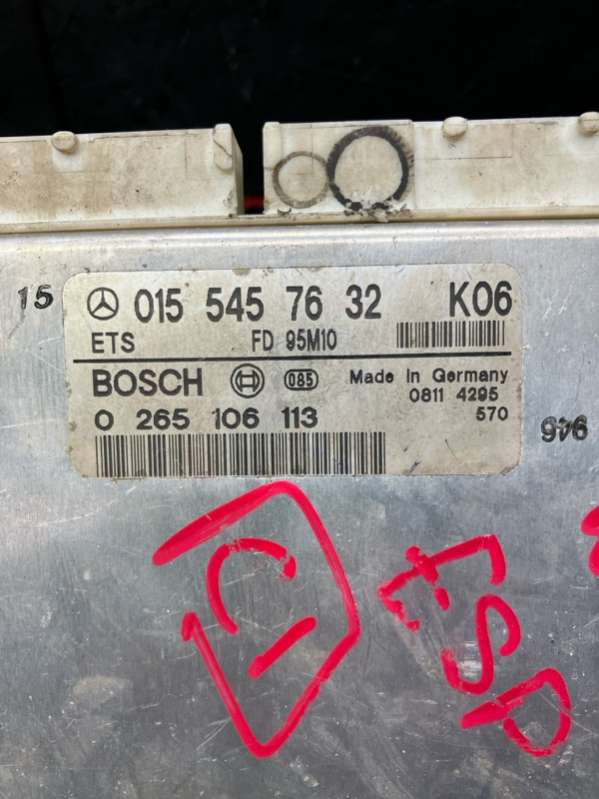 15
015 545 76 32 K06
ETS FD 95M10
BOSCH 085 Made in Germany
0811 4295
0 265 106 113 570
946
ESP